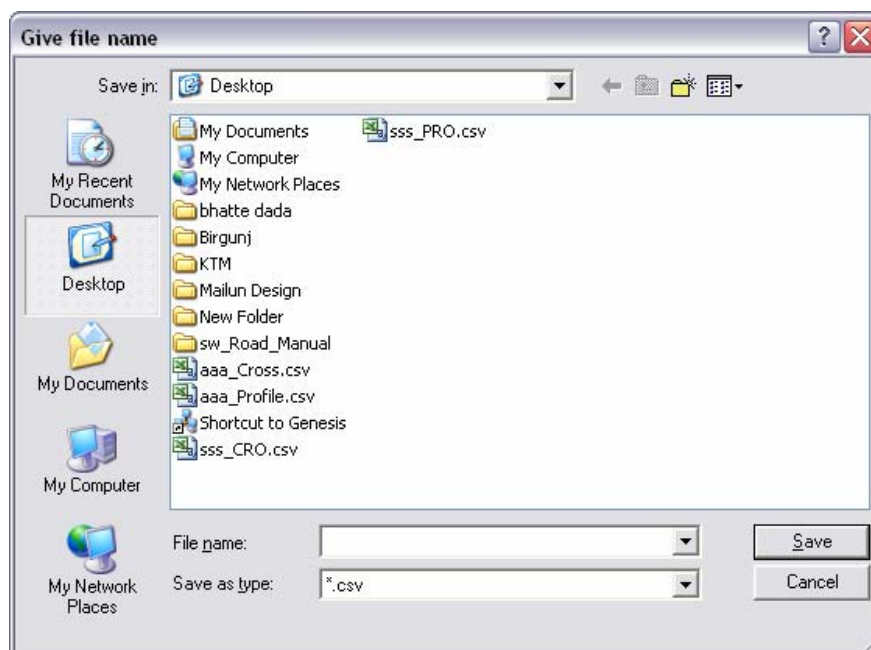 Give file name
Save in:
Desktop
My Recent
Documents
Desktop
My Documents
My Computer
My Network
Places
My Documents
My Computer
My Network Places
bhatte dada
Birgunj
KTM
Mailun Design
New Folder
sw_Road_Manual
aaa_Cross.csv
aaa_Profile.csv
Shortcut to Genesis
sss_CRO.csv
sss_PRO.csv
File name:
Save
Save as type:
*.csv
Cancel